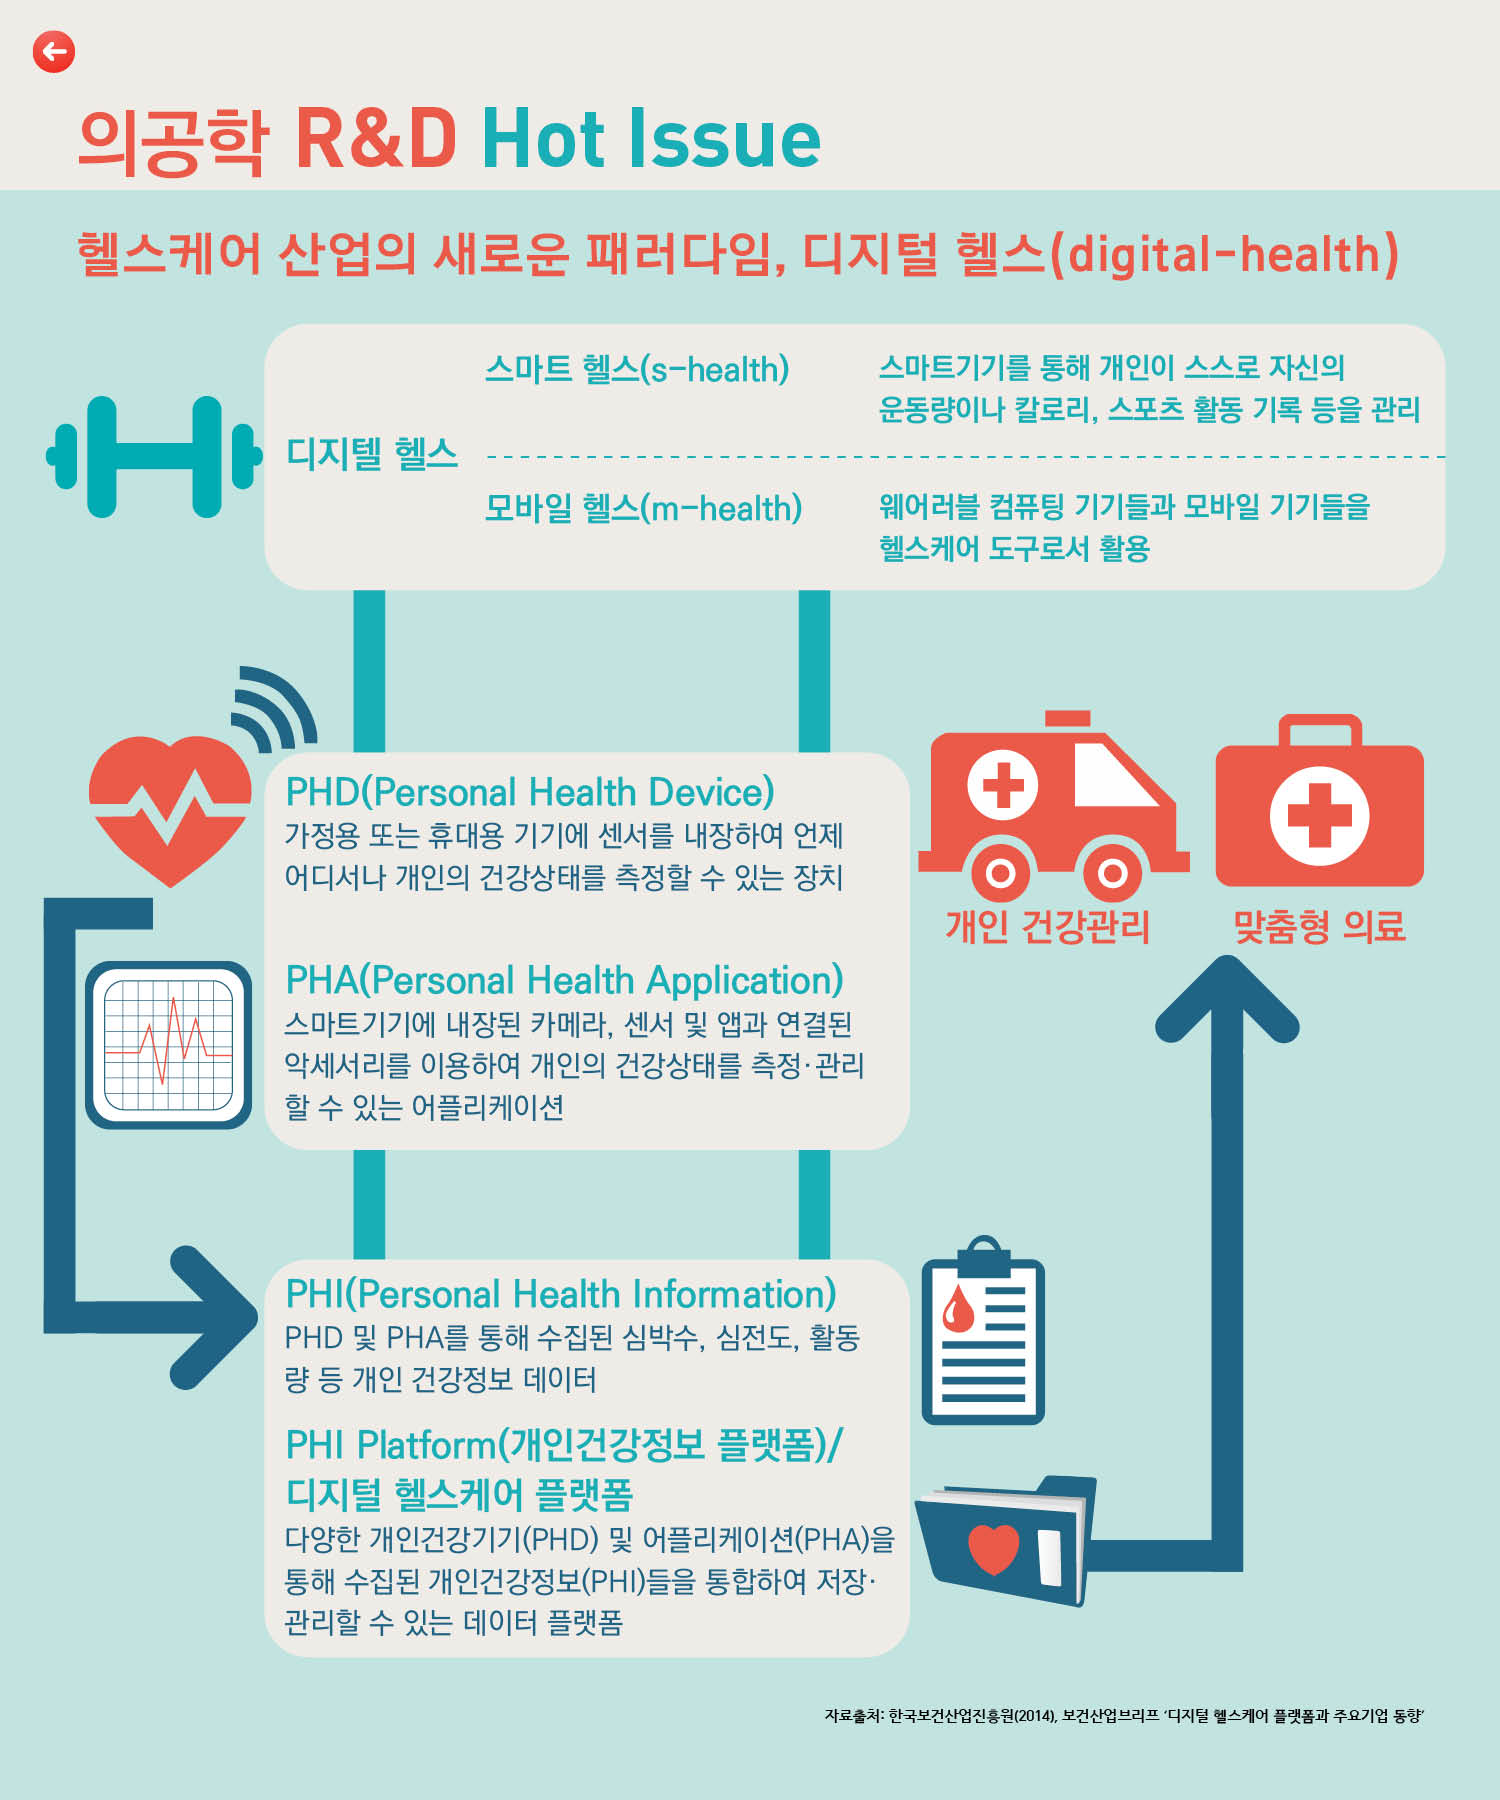 의공학 R&D Hot Issue
헬스케어 산업의 새로운 패러다임, 디지털 헬스(digital-health)
디지텔 헬스
스마트 헬스(s-health)
스마트기기를 통해 개인이 스스로 자신의
운동량이나 칼로리, 스포츠 활동 기록 등을 관리
모바일 헬스(m-health)
웨어러블 컴퓨팅 기기들과 모바일 기기들을
헬스케어 도구로서 활용
PHD(Personal Health Device)
가정용 또는 휴대용 기기에 센서를 내장하여 언제
어디서나 개인의 건강상태를 측정할 수 있는 장치
PHA(Personal Health Application)
스마트기기에 내장된 카메라, 센서 및 앱과 연결된
악세서리를 이용하여 개인의 건강상태를 측정·관리
할 수 있는 어플리케이션
개인 건강관리
맞춤형 의료
PHI(Personal Health Information)
PHD 및 PHA를 통해 수집된 심박수, 심전도, 활동
량 등 개인 건강정보 데이터
PHI Platform(개인건강정보 플랫폼)/
디지털 헬스케어 플랫폼
다양한 개인건강기기(PHD) 및 어플리케이션(PHA)을
통해 수집된 개인건강정보(PHI)들을 통합하여 저장·
관리할 수 있는 데이터 플랫폼
자료출처: 한국보건산업진흥원(2014), 보건산업브리프 ‘디지털 헬스케어 플랫폼과 주요기업 동향’